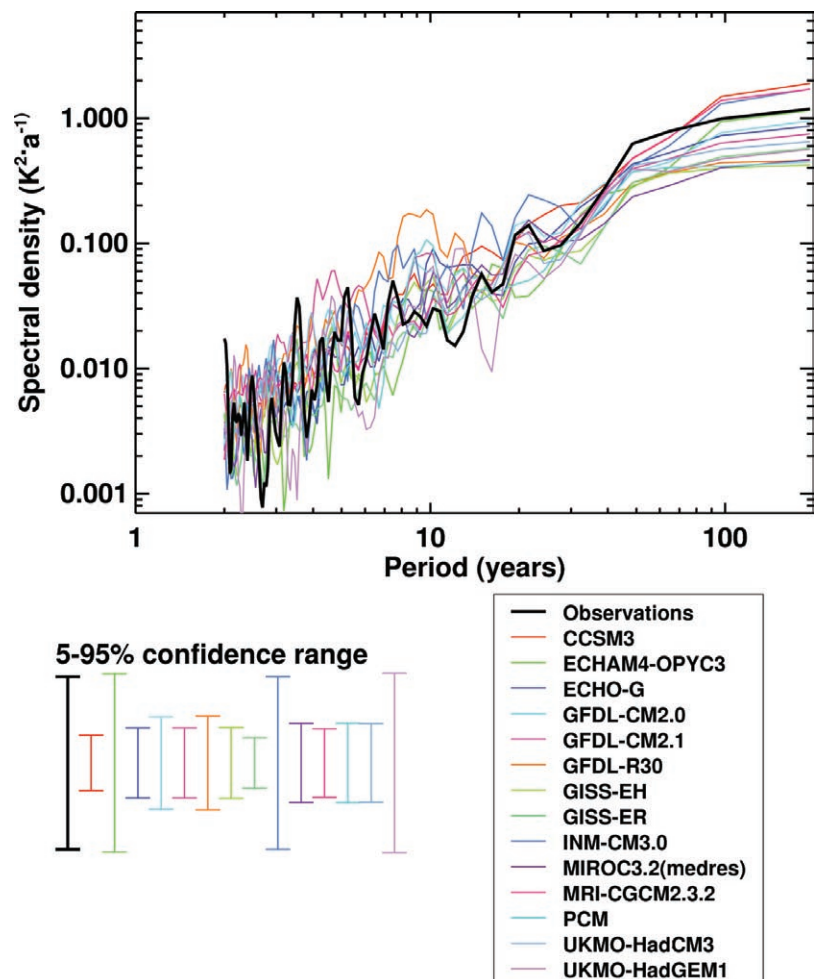 Spectral density (K²·a⁻¹)
1.000
0.100
0.010
0.001
1
10
100
Period (years)
5-95% confidence range
Observations
CCSM3
ECHAM4-OPYC3
ECHO-G
GFDL-CM2.0
GFDL-CM2.1
GFDL-R30
GISS-EH
GISS-ER
INM-CM3.0
MIROC3.2(medres)
MRI-CGCM2.3.2
PCM
UKMO-HadCM3
UKMO-HadGEM1